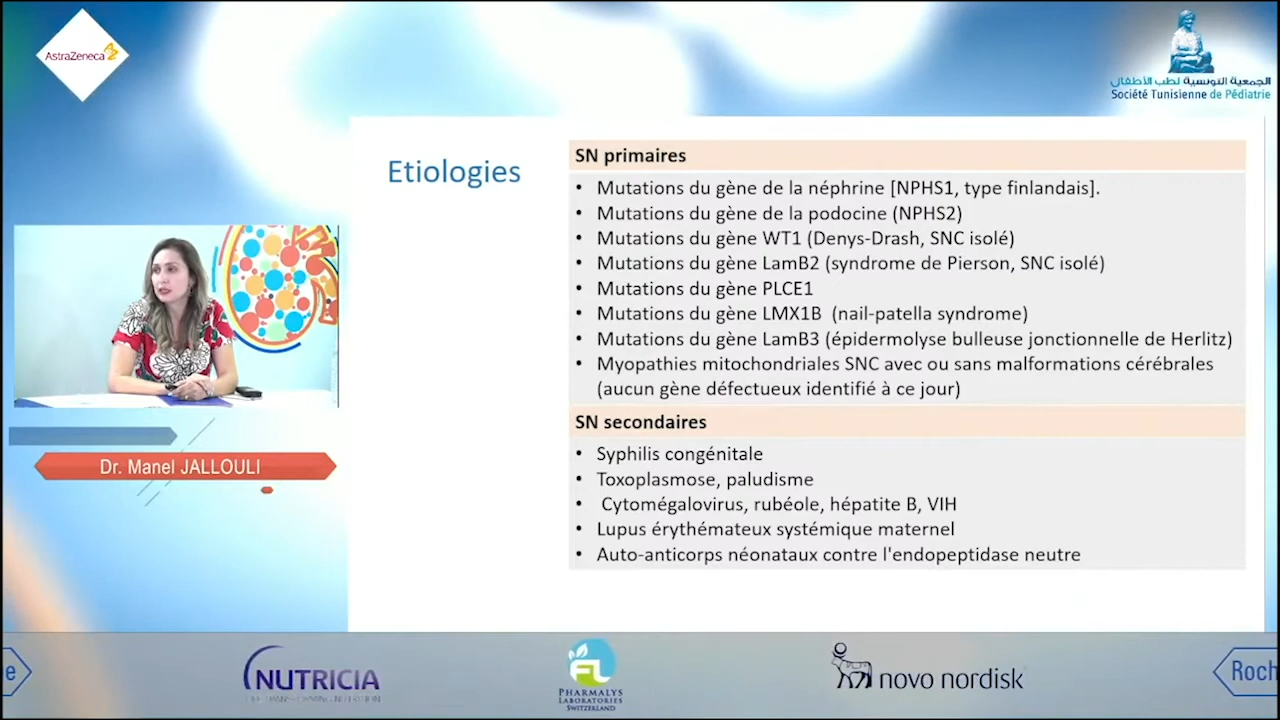 AstraZeneca
الجمعية التونسية لطب الأطفال
Société Tunisienne de Pédiatrie
Etiologies
SN primaires
• Mutations du gène de la néphrine [NPHS1, type finlandais].
• Mutations du gène de la podocine (NPHS2)
• Mutations du gène WT1 (Denys-Drash, SNC isolé)
• Mutations du gène LamB2 (syndrome de Pierson, SNC isolé)
• Mutations du gène PLCE1
• Mutations du gène LMX1B (nail-patella syndrome)
• Mutations du gène LamB3 (épidermolyse bulleuse jonctionnelle de Herlitz)
• Myopathies mitochondriales SNC avec ou sans malformations cérébrales
(aucun gène défectueux identifié à ce jour)
SN secondaires
• Syphilis congénitale
• Toxoplasmose, paludisme
• Cytomégalovirus, rubéole, hépatite B, VIH
• Lupus érythémateux systémique maternel
• Auto-anticorps néonataux contre l'endopeptidase neutre
Dr. Manel JALLOULI
e
NUTRICIA
PHARMALYS
LABORATORIES
SWITZERLAND
novo nordisk
Roch